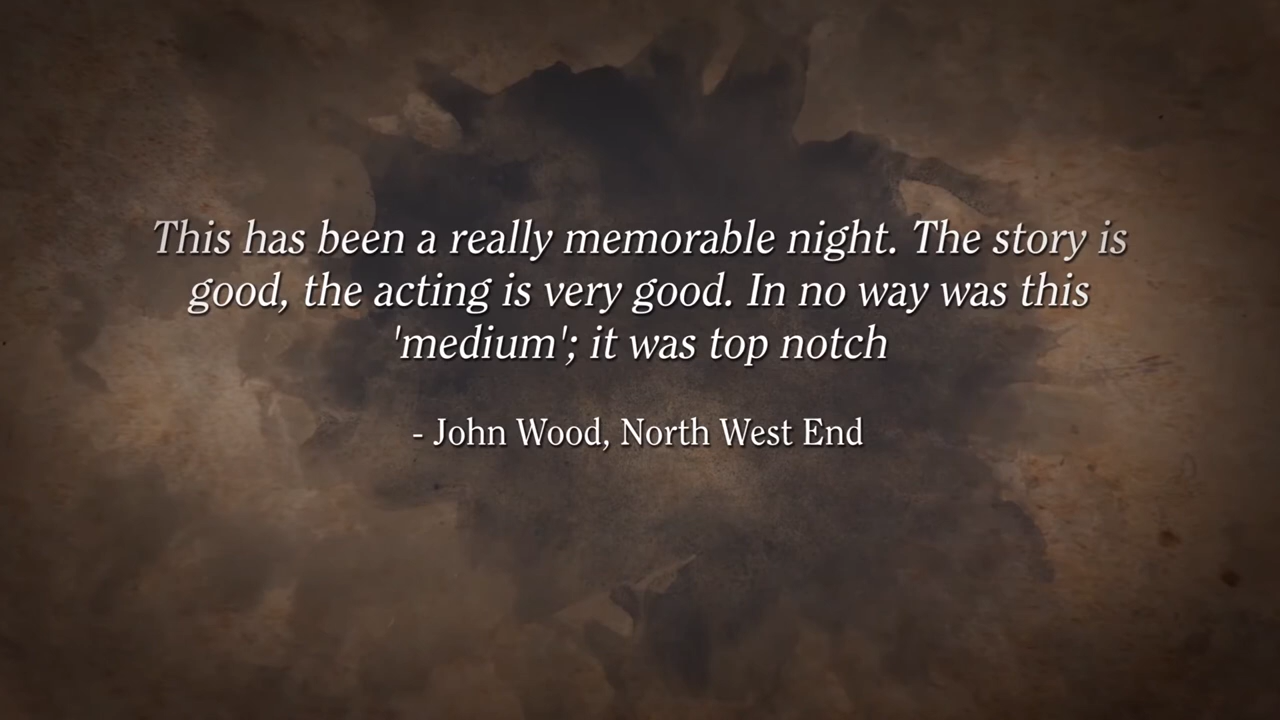 This has been a really memorable night. The story is
good, the acting is very good. In no way was this
'medium'; it was top notch
- John Wood, North West End